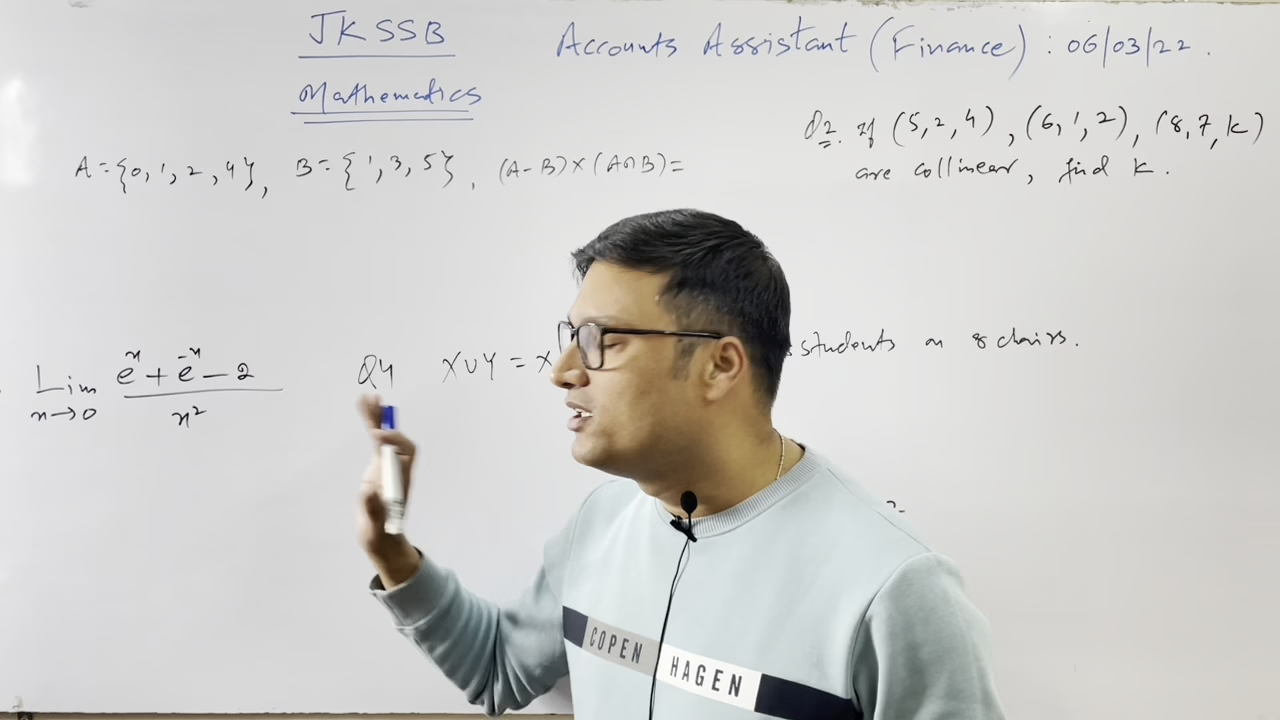 JKSSB
Accounts Assistant (Finance) : 06/03/22.
Mathematics
Q2. If (5,2,4), (6,1,2), (8,7,k)
are collinear, find k.
A={0,1,2,4}, B={1,3,5}, (A-B)×(A∩B)=
Lim x→0 e^x + e^-x - 2 / x²
Q4 X∪Y = X
students on 8 chairs.
COPEN HAGEN